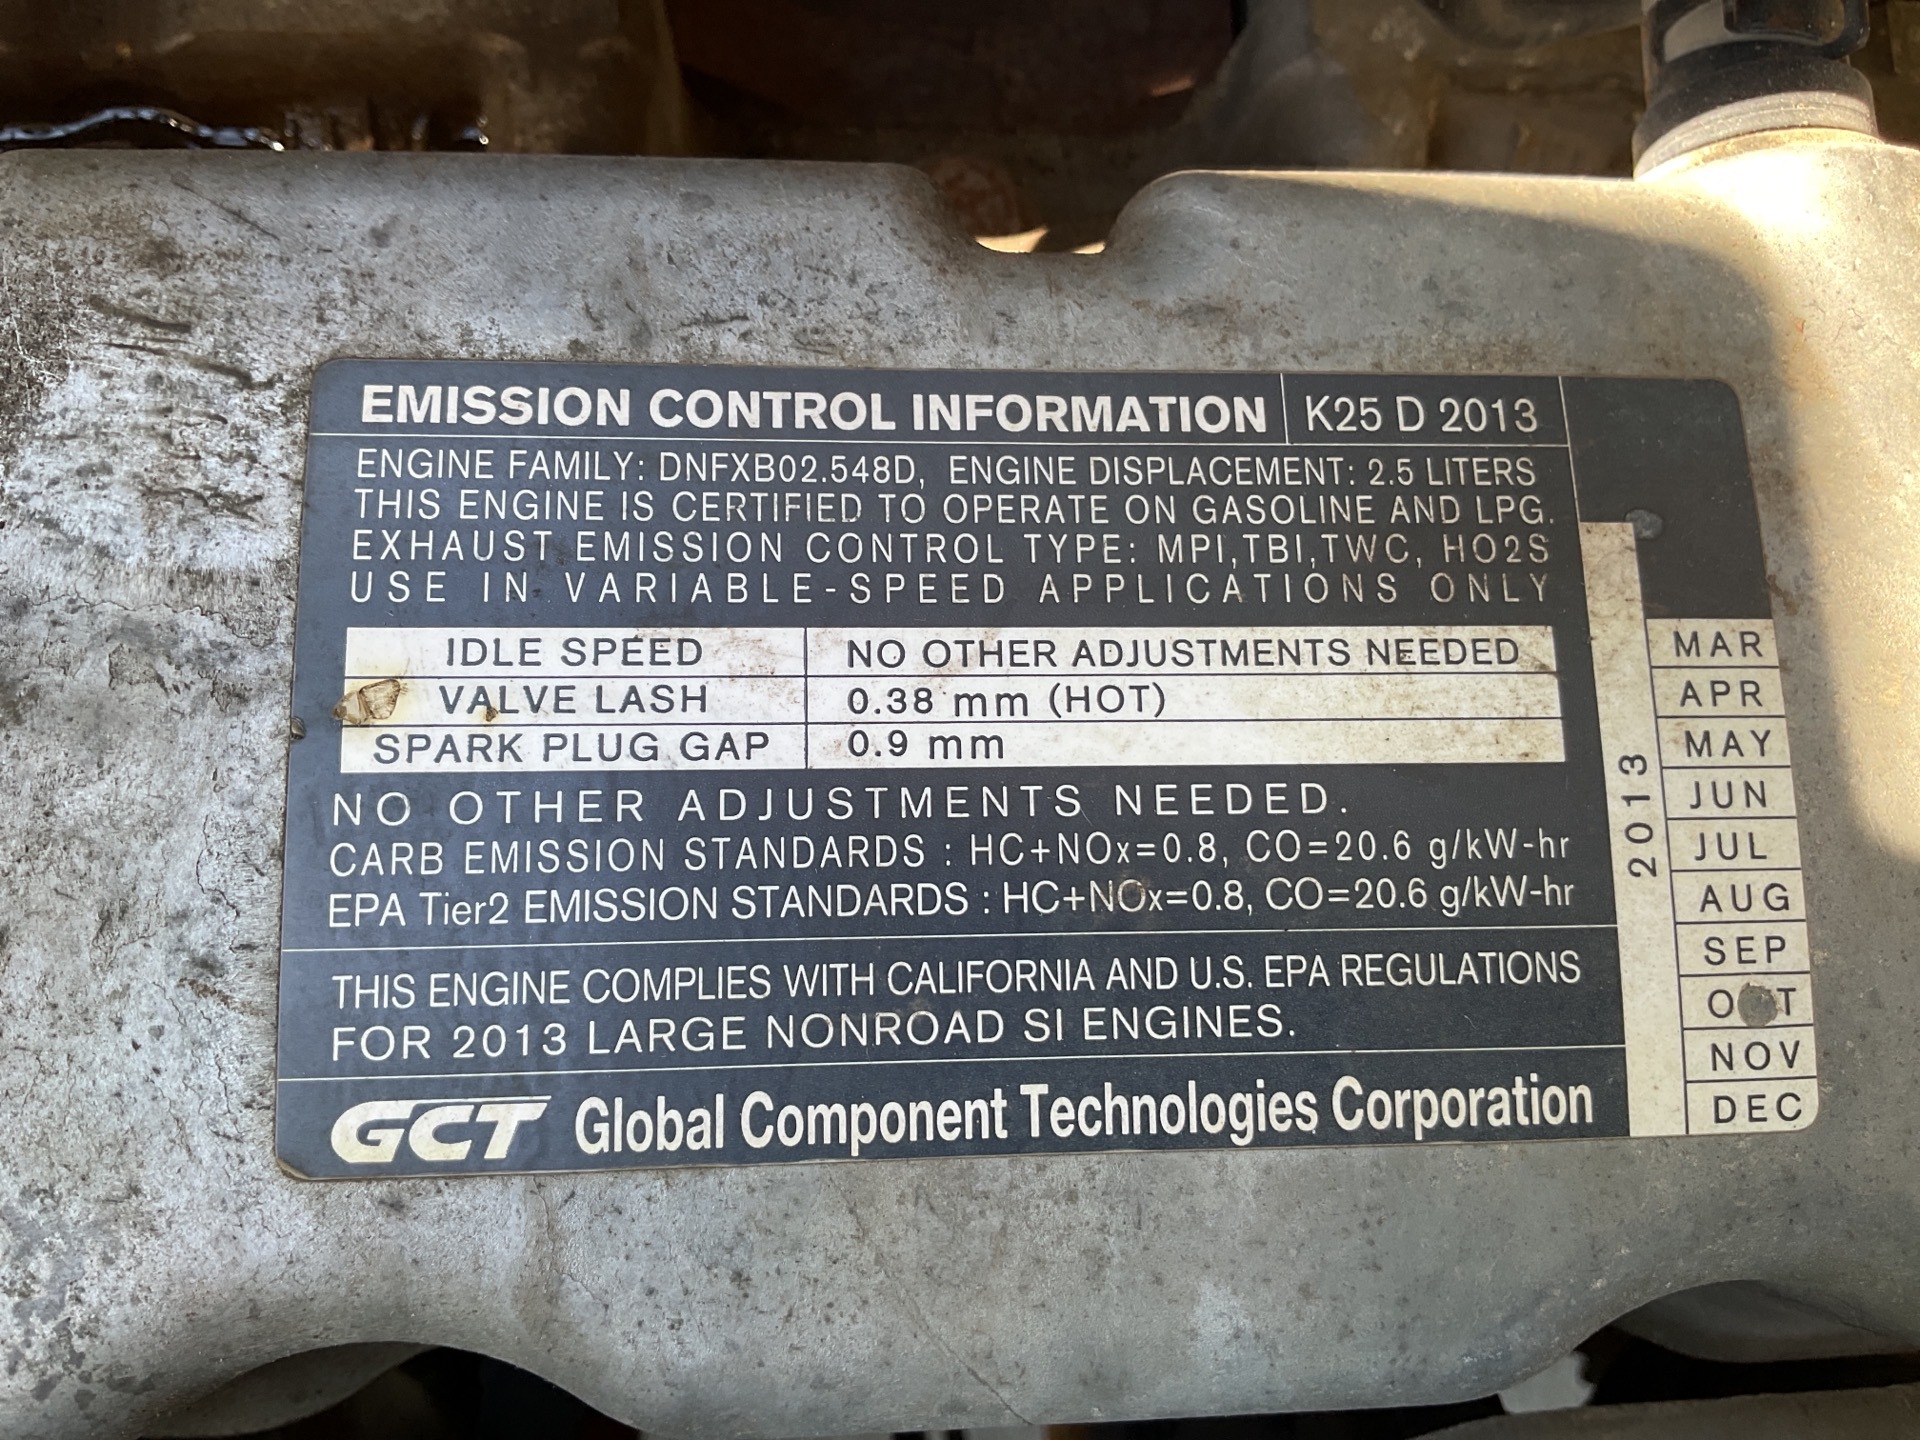 EMISSION CONTROL INFORMATION K25 D 2013
ENGINE FAMILY: DNFXB02.548D, ENGINE DISPLACEMENT: 2.5 LITERS
THIS ENGINE IS CERTIFIED TO OPERATE ON GASOLINE AND LPG.
EXHAUST EMISSION CONTROL TYPE: MPI,TBI,TWC, HO2S
USE IN VARIABLE-SPEED APPLICATIONS ONLY
IDLE SPEED NO OTHER ADJUSTMENTS NEEDED
VALVE LASH 0.38 mm (HOT)
SPARK PLUG GAP 0.9 mm
NO OTHER ADJUSTMENTS NEEDED.
CARB EMISSION STANDARDS : HC+NOx=0.8, CO=20.6 g/kW-hr
EPA Tier2 EMISSION STANDARDS : HC+NOx=0.8, CO=20.6 g/kW-hr
THIS ENGINE COMPLIES WITH CALIFORNIA AND U.S. EPA REGULATIONS
FOR 2013 LARGE NONROAD SI ENGINES.
GCT Global Component Technologies Corporation
2013
MAR
APR
MAY
JUN
JUL
AUG
SEP
OCT
NOV
DEC